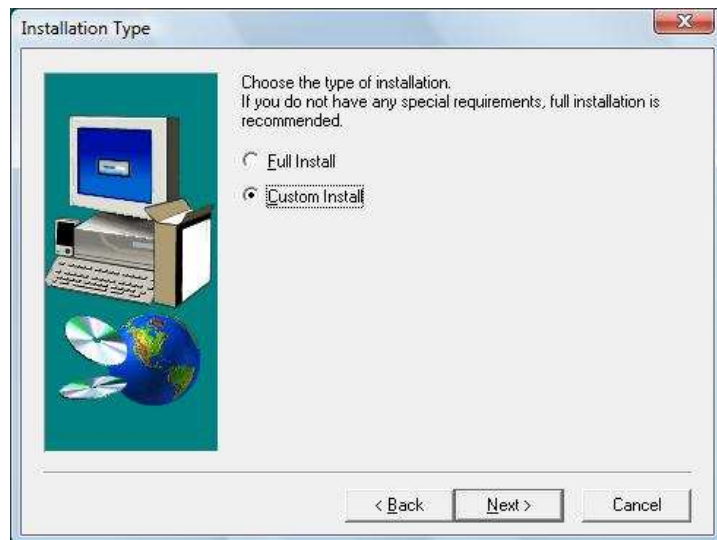 Installation Type
Choose the type of installation.
If you do not have any special requirements, full installation is
recommended.
Full Install
Custom Install
< Back
Next >
Cancel